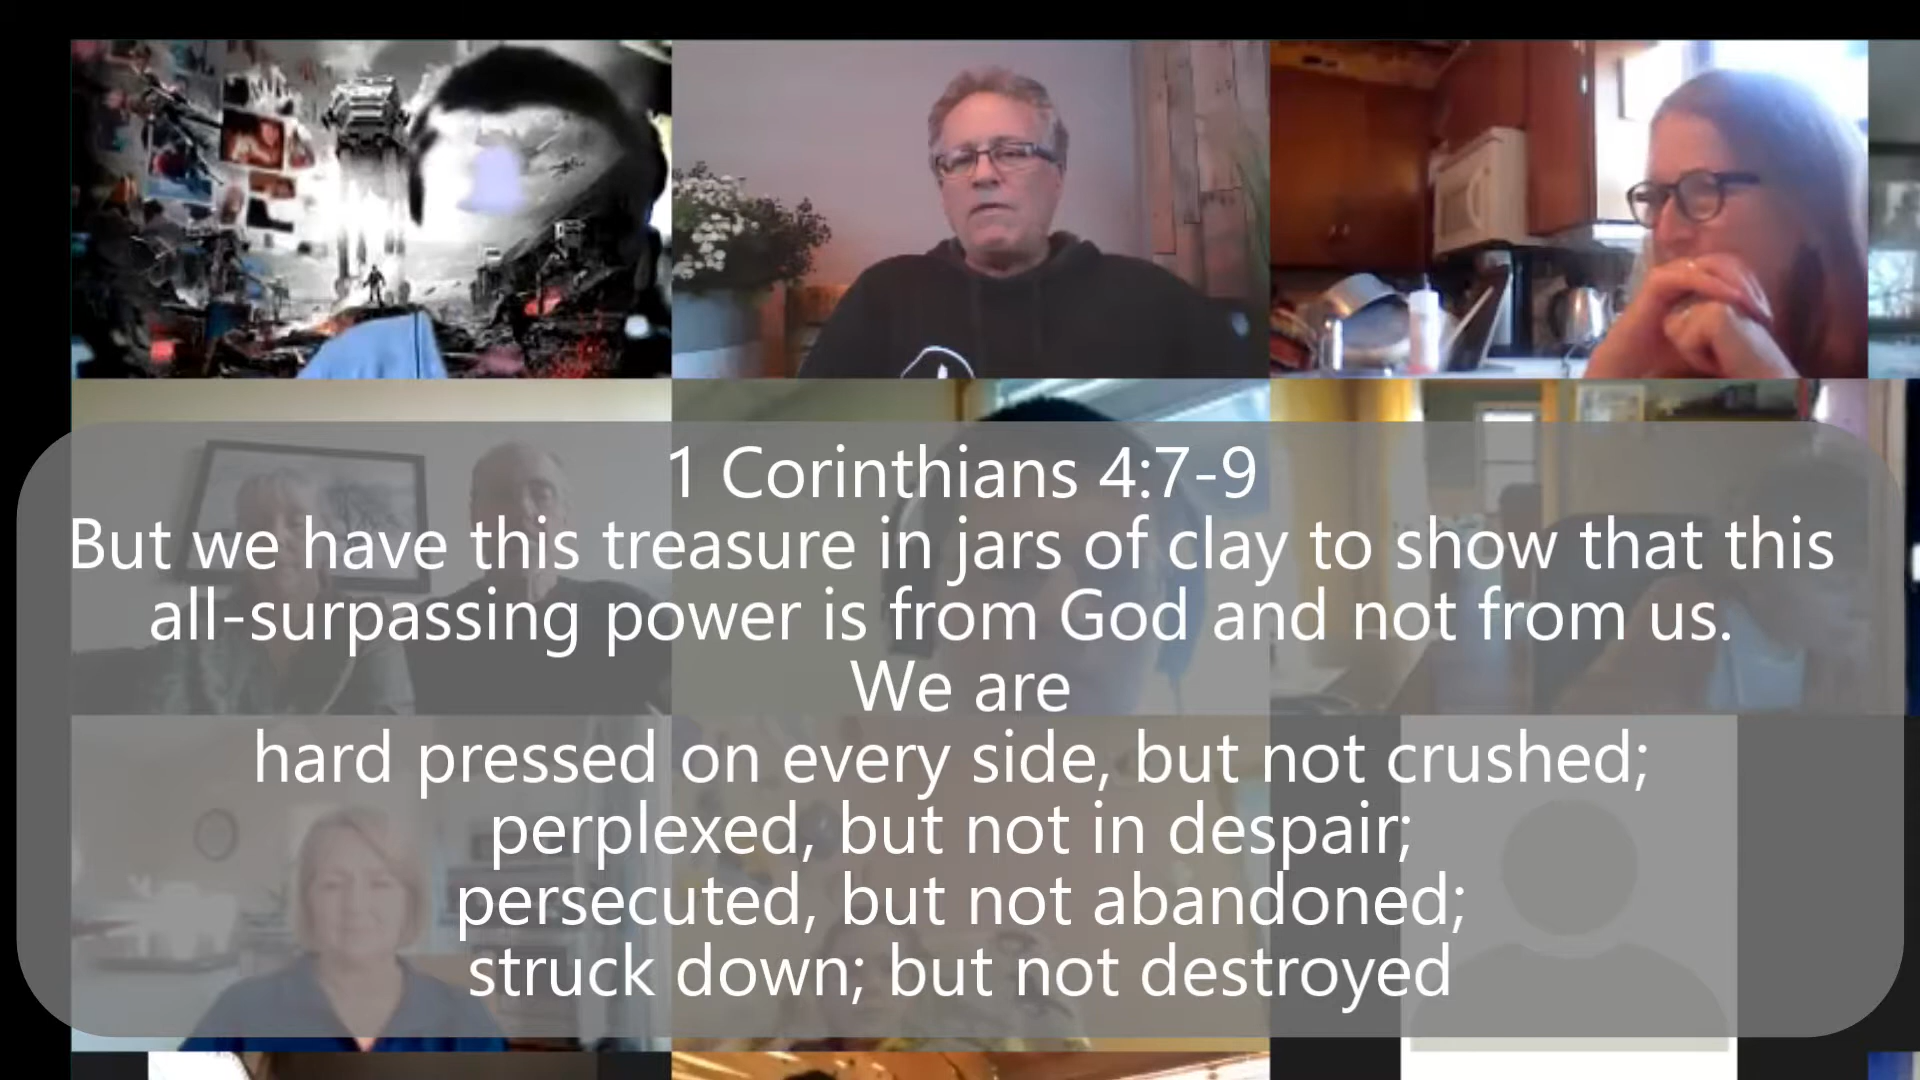 1 Corinthians 4:7-9
But we have this treasure in jars of clay to show that this
all-surpassing power is from God and not from us.
We are
hard pressed on every side, but not crushed;
perplexed, but not in despair;
persecuted, but not abandoned;
struck down; but not destroyed